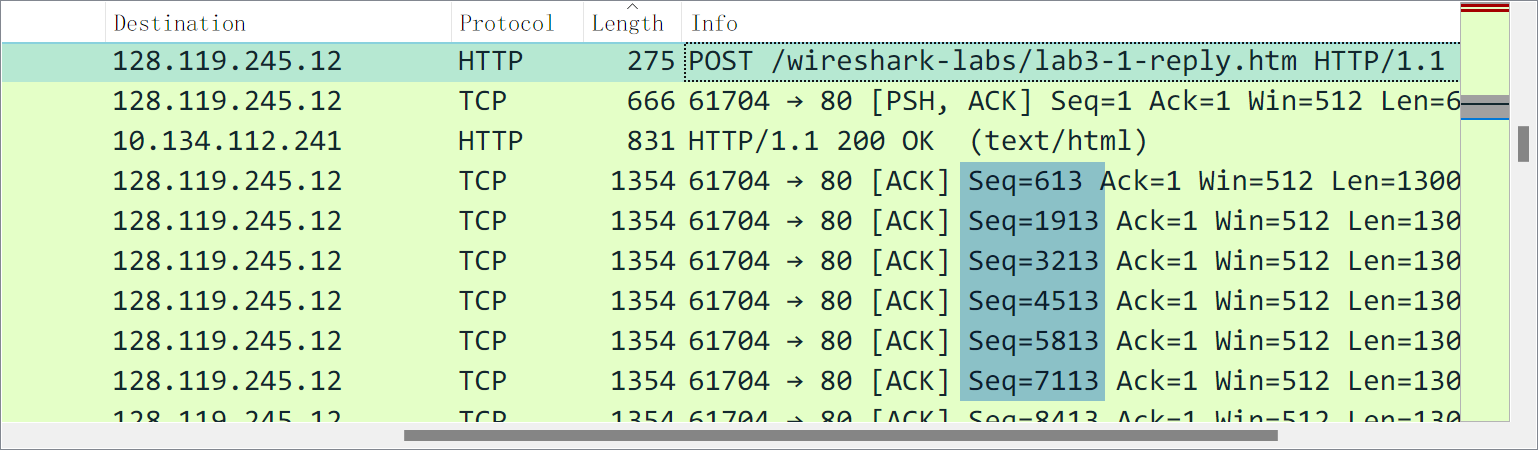 Destination Protocol Length Info
128.119.245.12 HTTP 275 POST /wireshark-labs/lab3-1-reply.htm HTTP/1.1
128.119.245.12 TCP 666 61704 → 80 [PSH, ACK] Seq=1 Ack=1 Win=512 Len=6
10.134.112.241 HTTP 831 HTTP/1.1 200 OK (text/html)
128.119.245.12 TCP 1354 61704 → 80 [ACK] Seq=613 Ack=1 Win=512 Len=1300
128.119.245.12 TCP 1354 61704 → 80 [ACK] Seq=1913 Ack=1 Win=512 Len=130
128.119.245.12 TCP 1354 61704 → 80 [ACK] Seq=3213 Ack=1 Win=512 Len=130
128.119.245.12 TCP 1354 61704 → 80 [ACK] Seq=4513 Ack=1 Win=512 Len=130
128.119.245.12 TCP 1354 61704 → 80 [ACK] Seq=5813 Ack=1 Win=512 Len=130
128.119.245.12 TCP 1354 61704 → 80 [ACK] Seq=7113 Ack=1 Win=512 Len=130
128.119.245.12 TCP 1354 61704 → 80 [ACK] Seq=8413 Ack=1 Win=512 Len=130